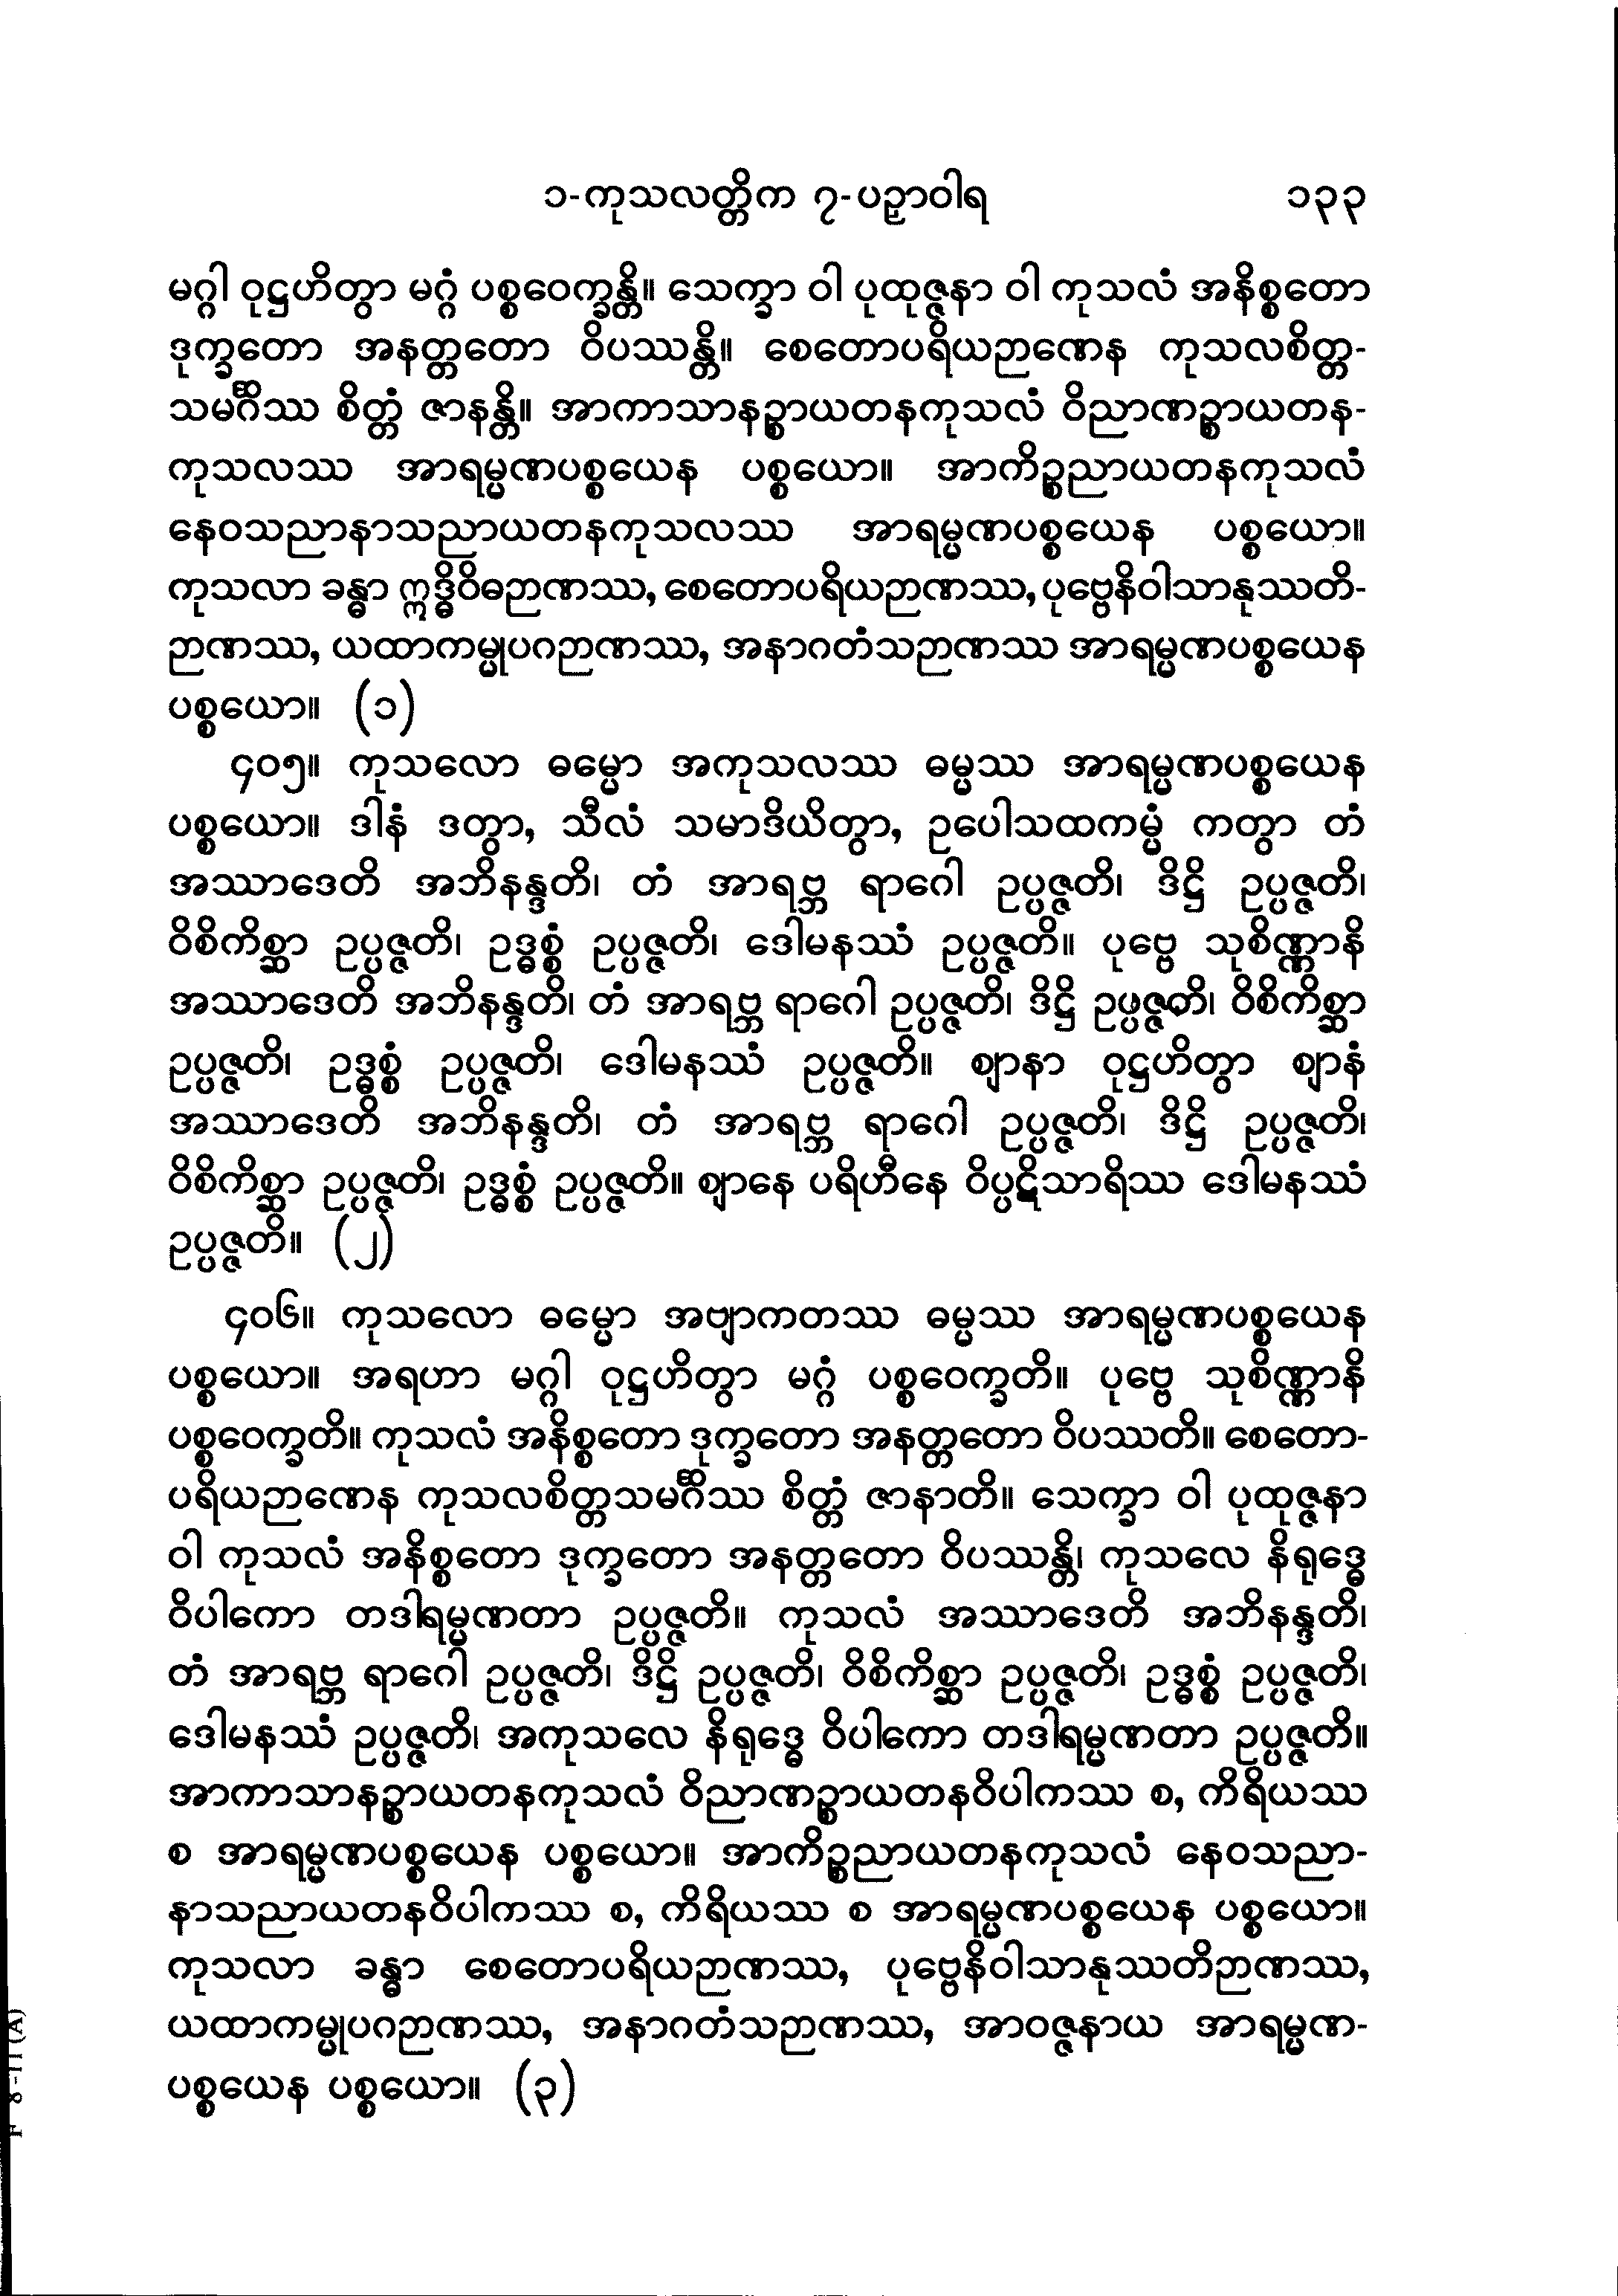 ၁-ကုသလတ္တိက ၇-ပဉှာဝါရ ၁၃၃
မဂ္ဂါ ဝုဋ္ဌဟိတွာ မဂ္ဂံ ပစ္စဝေက္ခန္တိ။ သေက္ခာ ဝါ ပုထုဇ္ဇနာ ဝါ ကုသလံ အနိစ္စတော
ဒုက္ခတော အနတ္တတော ဝိပဿန္တိ။ စေတောပရိယဉာဏေန ကုသလစိတ္တ-
သမင်္ဂိဿ စိတ္တံ ဇာနန္တိ။ အာကာသာနဉ္စာယတနကုသလံ ဝိညာဏဉ္စာယတန-
ကုသလဿ အာရမ္မဏပစ္စယေန ပစ္စယော။ အာကိဉ္စညာယတနကုသလံ
နေဝသညာနာသညာယတနကုသလဿ အာရမ္မဏပစ္စယေန ပစ္စယော။
ကုသလာ ခန္ဓာ ဣဒ္ဓိဝိဓဉာဏဿ, စေတောပရိယဉာဏဿ, ပုဗ္ဗေနိဝါသာနုဿတိ-
ဉာဏဿ, ယထာကမ္မုပဂဉာဏဿ, အနာဂတံသဉာဏဿ အာရမ္မဏပစ္စယေန
ပစ္စယော။ (၁)
၄၀၅။ ကုသလော ဓမ္မော အကုသလဿ ဓမ္မဿ အာရမ္မဏပစ္စယေန
ပစ္စယော။ ဒါနံ ဒတွာ, သီလံ သမာဒိယိတွာ, ဥပေါသထကမ္မံ ကတွာ တံ
အဿာဒေတိ အဘိနန္ဒတိ၊ တံ အာရဗ္ဘ ရာဂေါ ဥပ္ပဇ္ဇတိ၊ ဒိဋ္ဌိ ဥပ္ပဇ္ဇတိ၊
ဝိစိကိစ္ဆာ ဥပ္ပဇ္ဇတိ၊ ဥဒ္ဓစ္စံ ဥပ္ပဇ္ဇတိ၊ ဒေါမနဿံ ဥပ္ပဇ္ဇတိ။ ပုဗ္ဗေ သုစိဏ္ဏာနိ
အဿာဒေတိ အဘိနန္ဒတိ၊ တံ အာရဗ္ဘ ရာဂေါ ဥပ္ပဇ္ဇတိ၊ ဒိဋ္ဌိ ဥပ္ပဇ္ဇတိ၊ ဝိစိကိစ္ဆာ
ဥပ္ပဇ္ဇတိ၊ ဥဒ္ဓစ္စံ ဥပ္ပဇ္ဇတိ၊ ဒေါမနဿံ ဥပ္ပဇ္ဇတိ။ ဈာနာ ဝုဋ္ဌဟိတွာ ဈာနံ
အဿာဒေတိ အဘိနန္ဒတိ၊ တံ အာရဗ္ဘ ရာဂေါ ဥပ္ပဇ္ဇတိ၊ ဒိဋ္ဌိ ဥပ္ပဇ္ဇတိ၊
ဝိစိကိစ္ဆာ ဥပ္ပဇ္ဇတိ၊ ဥဒ္ဓစ္စံ ဥပ္ပဇ္ဇတိ။ ဈာနေ ပရိဟီနေ ဝိပ္ပဋိသာရိဿ ဒေါမနဿံ
ဥပ္ပဇ္ဇတိ။ (၂)
၄၀၆။ ကုသလော ဓမ္မော အဗျာကတဿ ဓမ္မဿ အာရမ္မဏပစ္စယေန
ပစ္စယော။ အရဟာ မဂ္ဂါ ဝုဋ္ဌဟိတွာ မဂ္ဂံ ပစ္စဝေက္ခတိ။ ပုဗ္ဗေ သုစိဏ္ဏာနိ
ပစ္စဝေက္ခတိ။ ကုသလံ အနိစ္စတော ဒုက္ခတော အနတ္တတော ဝိပဿတိ။ စေတော-
ပရိယဉာဏေန ကုသလစိတ္တသမင်္ဂိဿ စိတ္တံ ဇာနာတိ။ သေက္ခာ ဝါ ပုထုဇ္ဇနာ
ဝါ ကုသလံ အနိစ္စတော ဒုက္ခတော အနတ္တတော ဝိပဿန္တိ၊ ကုသလေ နိရုဒ္ဓေ
ဝိပါကော တဒါရမ္မဏတာ ဥပ္ပဇ္ဇတိ။ ကုသလံ အဿာဒေတိ အဘိနန္ဒတိ၊
တံ အာရဗ္ဘ ရာဂေါ ဥပ္ပဇ္ဇတိ၊ ဒိဋ္ဌိ ဥပ္ပဇ္ဇတိ၊ ဝိစိကိစ္ဆာ ဥပ္ပဇ္ဇတိ၊ ဥဒ္ဓစ္စံ ဥပ္ပဇ္ဇတိ၊
ဒေါမနဿံ ဥပ္ပဇ္ဇတိ၊ အကုသလေ နိရုဒ္ဓေ ဝိပါကော တဒါရမ္မဏတာ ဥပ္ပဇ္ဇတိ။
အာကာသာနဉ္စာယတနကုသလံ ဝိညာဏဉ္စာယတနဝိပါကဿ စ, ကိရိယဿ
စ အာရမ္မဏပစ္စယေန ပစ္စယော။ အာကိဉ္စညာယတနကုသလံ နေဝသညာ-
နာသညာယတနဝိပါကဿ စ, ကိရိယဿ စ အာရမ္မဏပစ္စယေန ပစ္စယော။
ကုသလာ ခန္ဓာ စေတောပရိယဉာဏဿ, ပုဗ္ဗေနိဝါသာနုဿတိဉာဏဿ,
ယထာကမ္မုပဂဉာဏဿ, အနာဂတံသဉာဏဿ, အာဝဇ္ဇနာယ အာရမ္မဏ-
ပစ္စယေန ပစ္စယော။ (၃)
F 8-11(A)